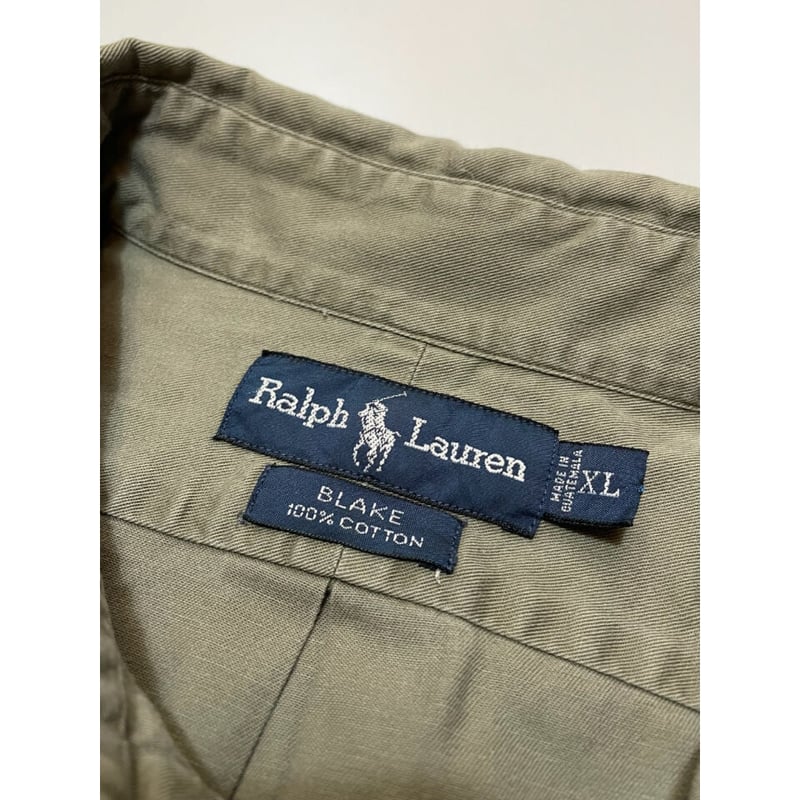 Ralph Lauren
MADE IN
GUATEMALA
XL
BLAKE
100% COTTON